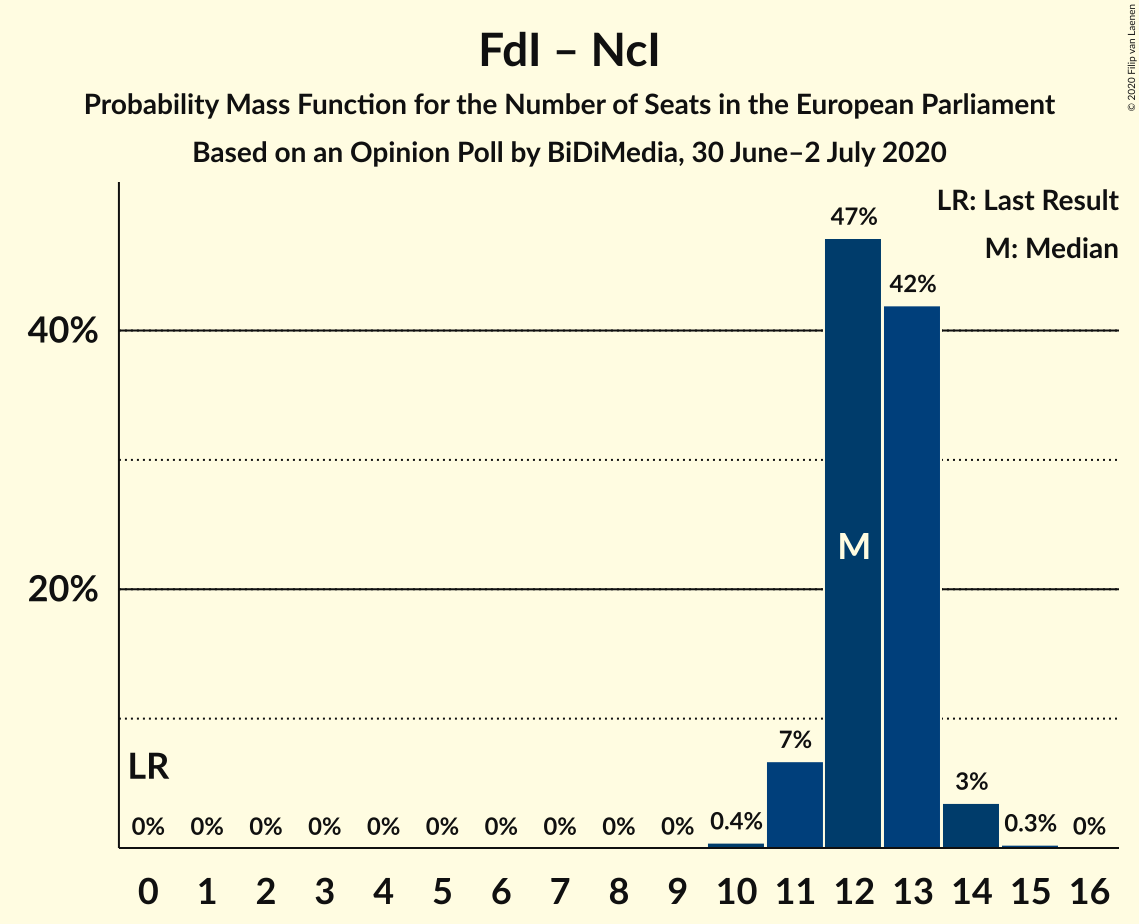 FdI – NcI
Probability Mass Function for the Number of Seats in the European Parliament
Based on an Opinion Poll by BiDiMedia, 30 June–2 July 2020
© 2020 Filip van Laenen
LR: Last Result
M: Median
47%
42%
40%
M
20%
7%
LR
3%
0% 0% 0% 0% 0% 0% 0% 0% 0% 0% 0.4% 0.3% 0%
0 1 2 3 4 5 6 7 8 9 10 11 12 13 14 15 16